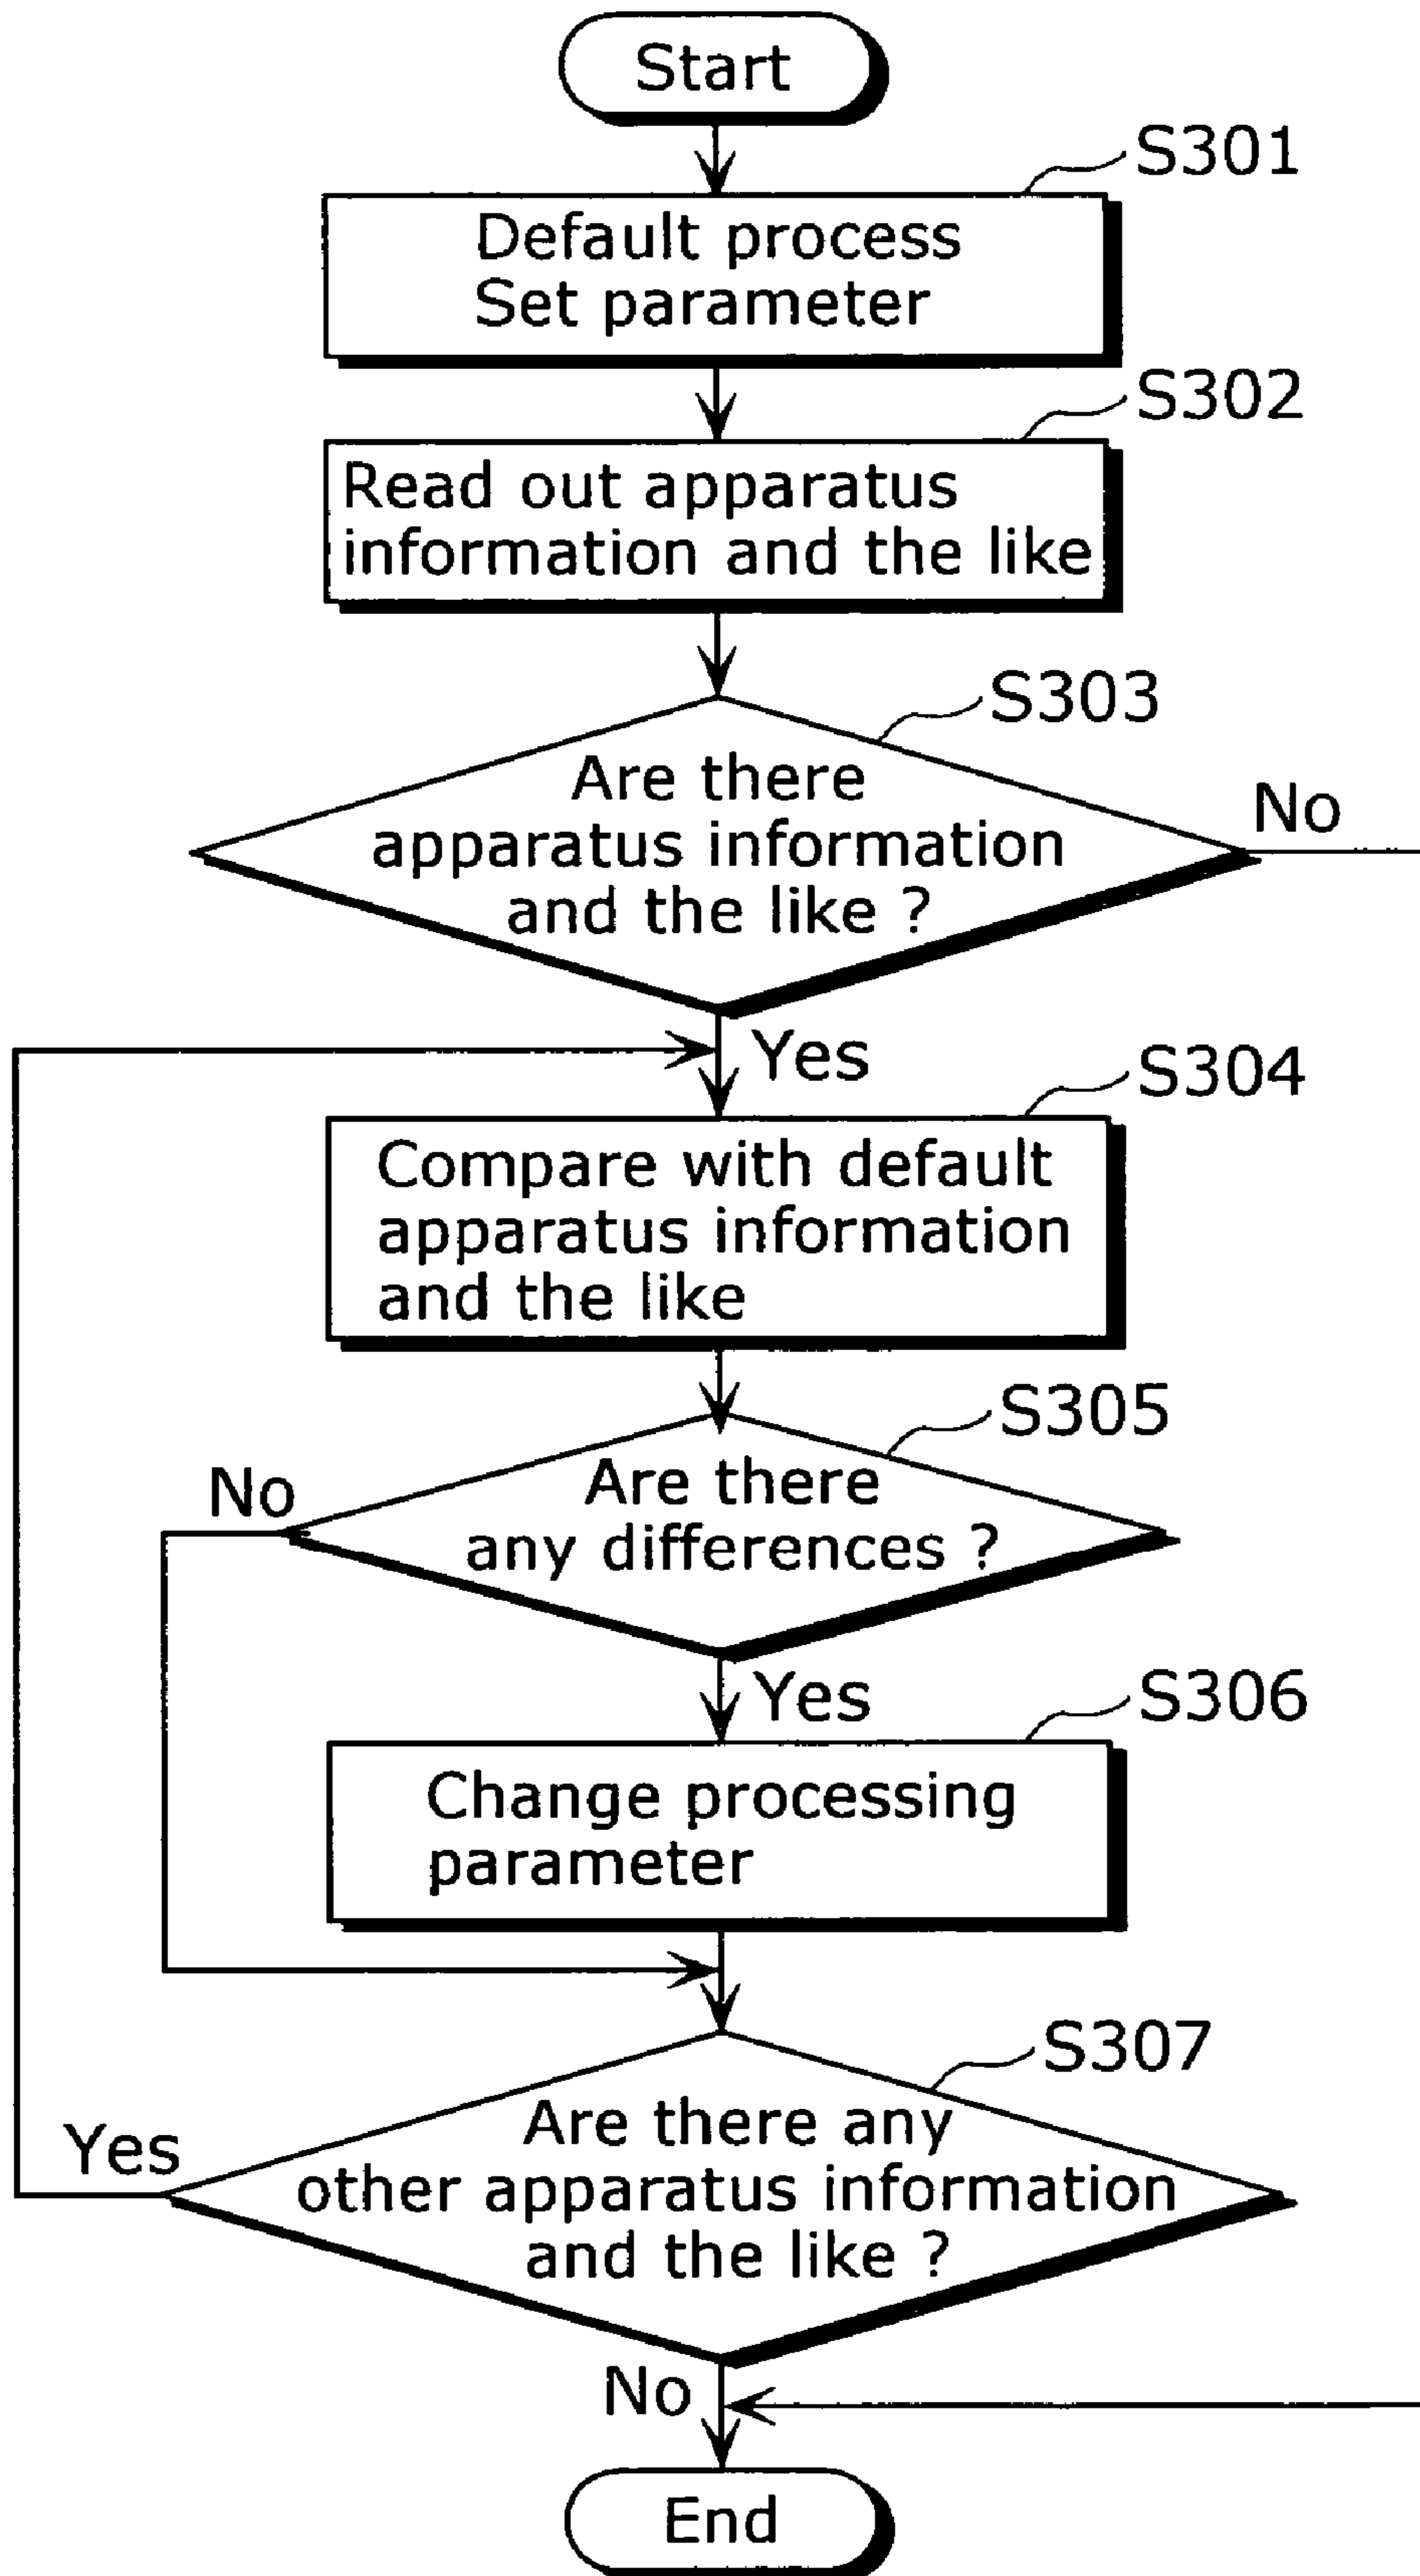 Start
S301
Default process
Set parameter
S302
Read out apparatus
information and the like
S303
Are there
apparatus information
and the like ?
No
Yes
S304
Compare with default
apparatus information
and the like
S305
No
Are there
any differences ?
Yes
S306
Change processing
parameter
S307
Yes
Are there any
other apparatus information
and the like ?
No
End